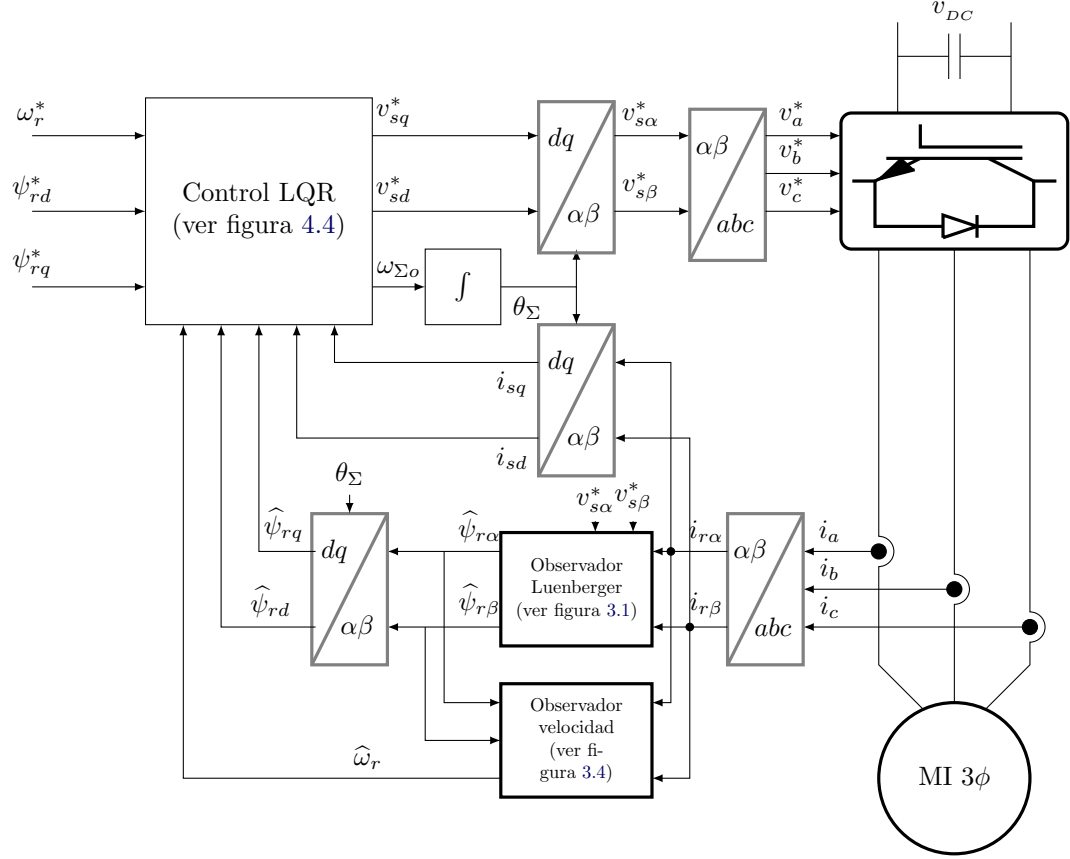 v_DC
ω_r^*
v_sq^*
v_sα^*
v_a^*
dq
αβ
v_b^*
ψ_rd^*
Control LQR
(ver figura 4.4)
v_sd^*
αβ
v_sβ^*
abc
v_c^*
ψ_rq^*
ω_Σo
∫
θ_Σ
dq
i_sq
αβ
i_sd
θ_Σ
v_sα^* v_sβ^*
ψ̂_rq
dq
ψ̂_rα
Observador
Luenberger
(ver figura 3.1)
i_rα
αβ
i_a
i_b
ψ̂_rd
αβ
ψ̂_rβ
i_rβ
abc
i_c
Observador
velocidad
(ver fi-
gura 3.4)
ω̂_r
MI 3ϕ